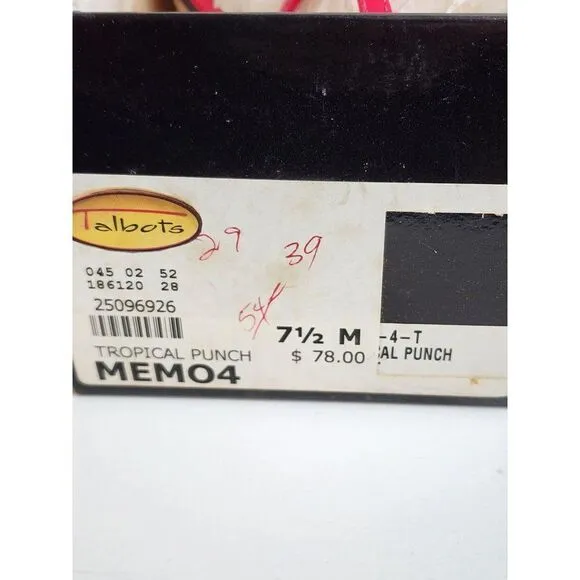 Talbots
29
39
045 02 52
186120 28
25096926
54
7½ M
$ 78.00
TROPICAL PUNCH
MEMO4
-4-T
CAL PUNCH